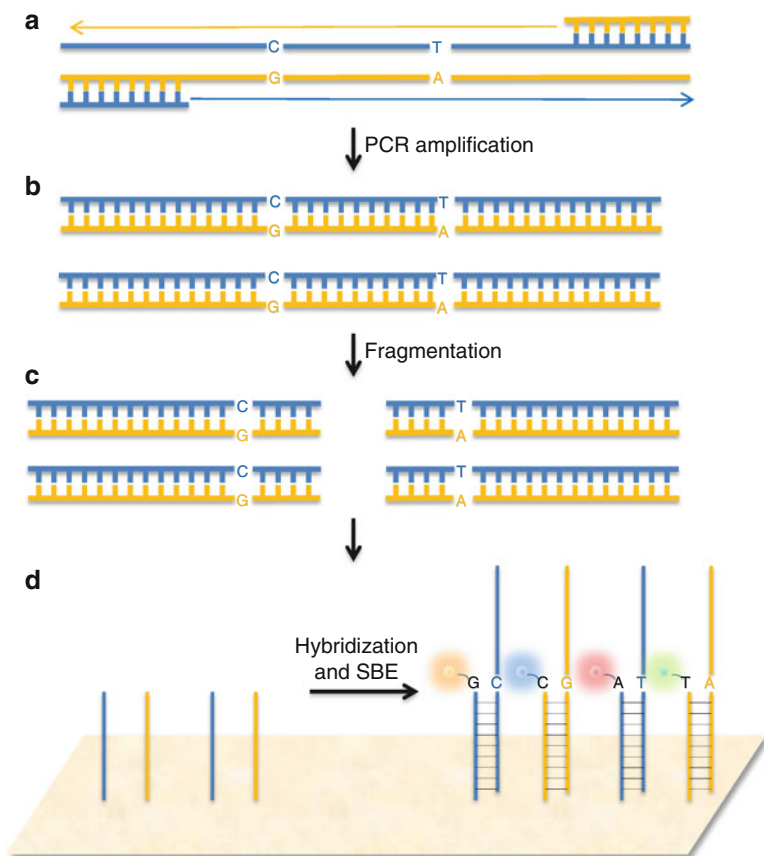 a
C T
G A
PCR amplification
b
C T
G A
C T
G A
Fragmentation
c
C T
G A
C T
G A
d
Hybridization
and SBE
G C C G A T T A